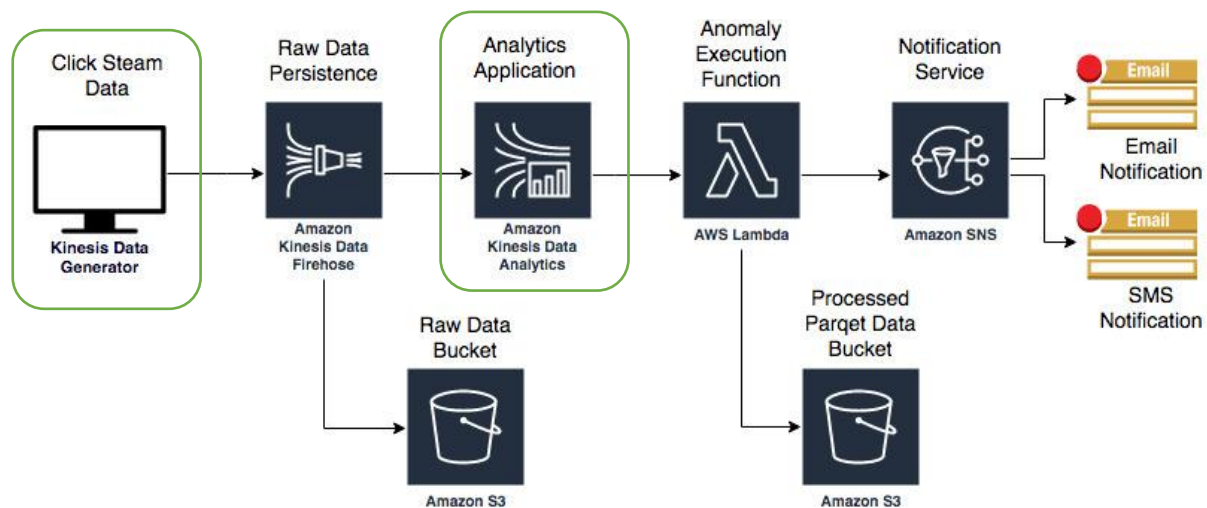 Click Steam
Data
Kinesis Data
Generator
Raw Data
Persistence
Amazon
Kinesis Data
Firehose
Analytics
Application
Amazon
Kinesis Data
Analytics
Anomaly
Execution
Function
AWS Lambda
Notification
Service
Amazon SNS
Email
Email
Notification
Email
SMS
Notification
Raw Data
Bucket
Amazon S3
Processed
Parqet Data
Bucket
Amazon S3